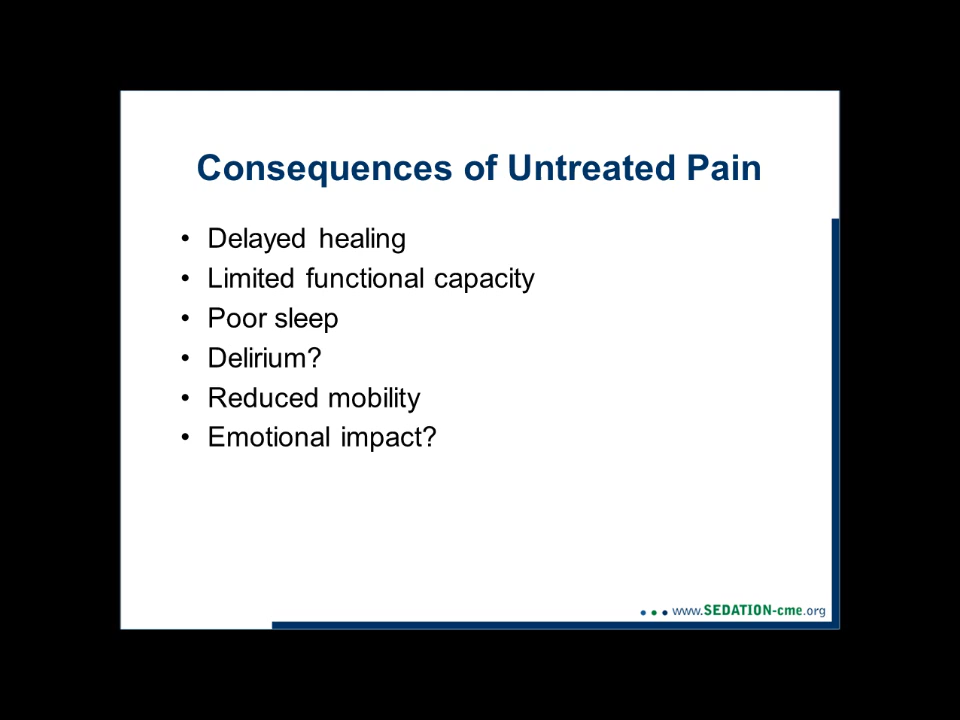 Consequences of Untreated Pain
• Delayed healing
• Limited functional capacity
• Poor sleep
• Delirium?
• Reduced mobility
• Emotional impact?
www.SEDATION-cme.org